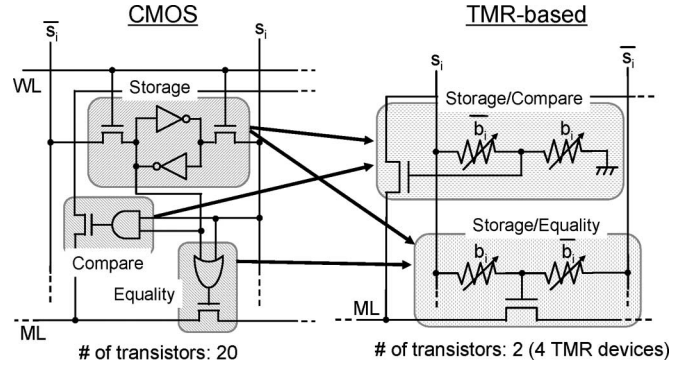 CMOS
TMR-based
s̅ᵢ
sᵢ
sᵢ
s̅ᵢ
WL
Storage
Storage/Compare
b̅ᵢ
bᵢ
Storage/Equality
Compare
bᵢ
b̅ᵢ
Equality
ML
ML
# of transistors: 20
# of transistors: 2 (4 TMR devices)